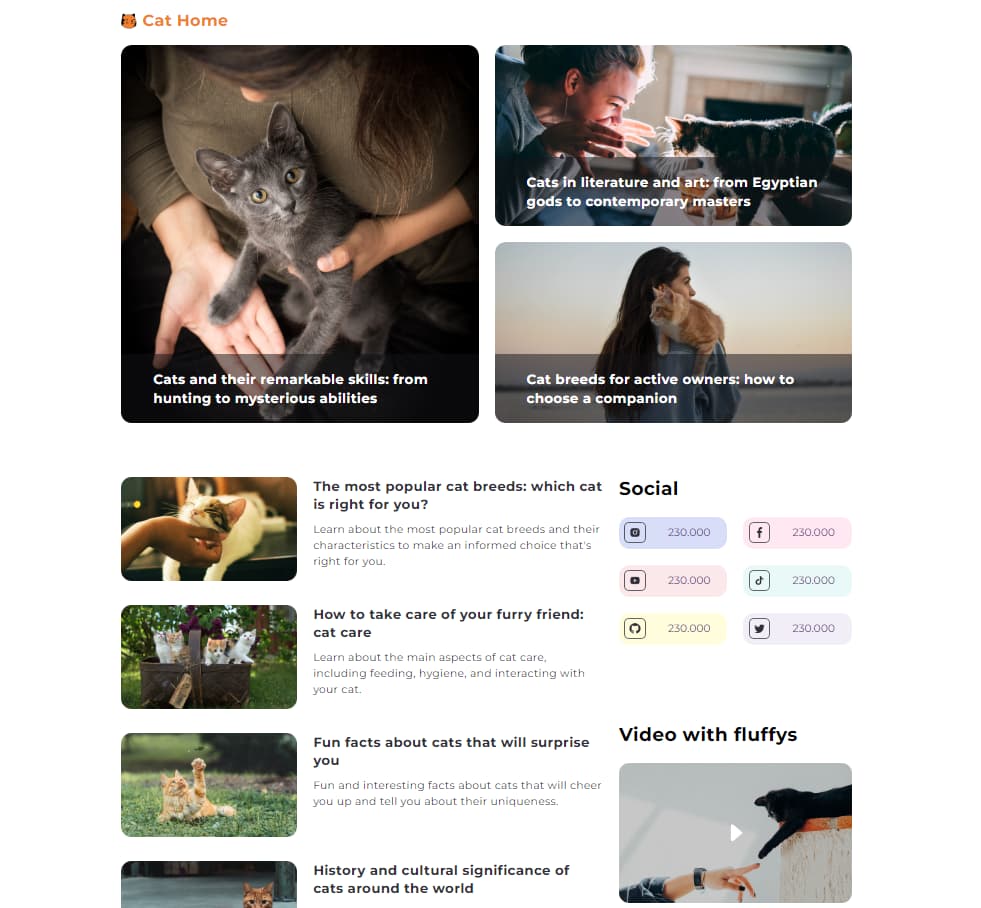 Cat Home
Cats and their remarkable skills: from
hunting to mysterious abilities
Cats in literature and art: from Egyptian
gods to contemporary masters
Cat breeds for active owners: how to
choose a companion
The most popular cat breeds: which cat
is right for you?
Learn about the most popular cat breeds and their
characteristics to make an informed choice that's
right for you.
How to take care of your furry friend:
cat care
Learn about the main aspects of cat care,
including feeding, hygiene, and interacting with
your cat.
Fun facts about cats that will surprise
you
Fun and interesting facts about cats that will cheer
you up and tell you about their uniqueness.
History and cultural significance of
cats around the world
Social
230.000
230.000
230.000
230.000
230.000
230.000
Video with fluffys